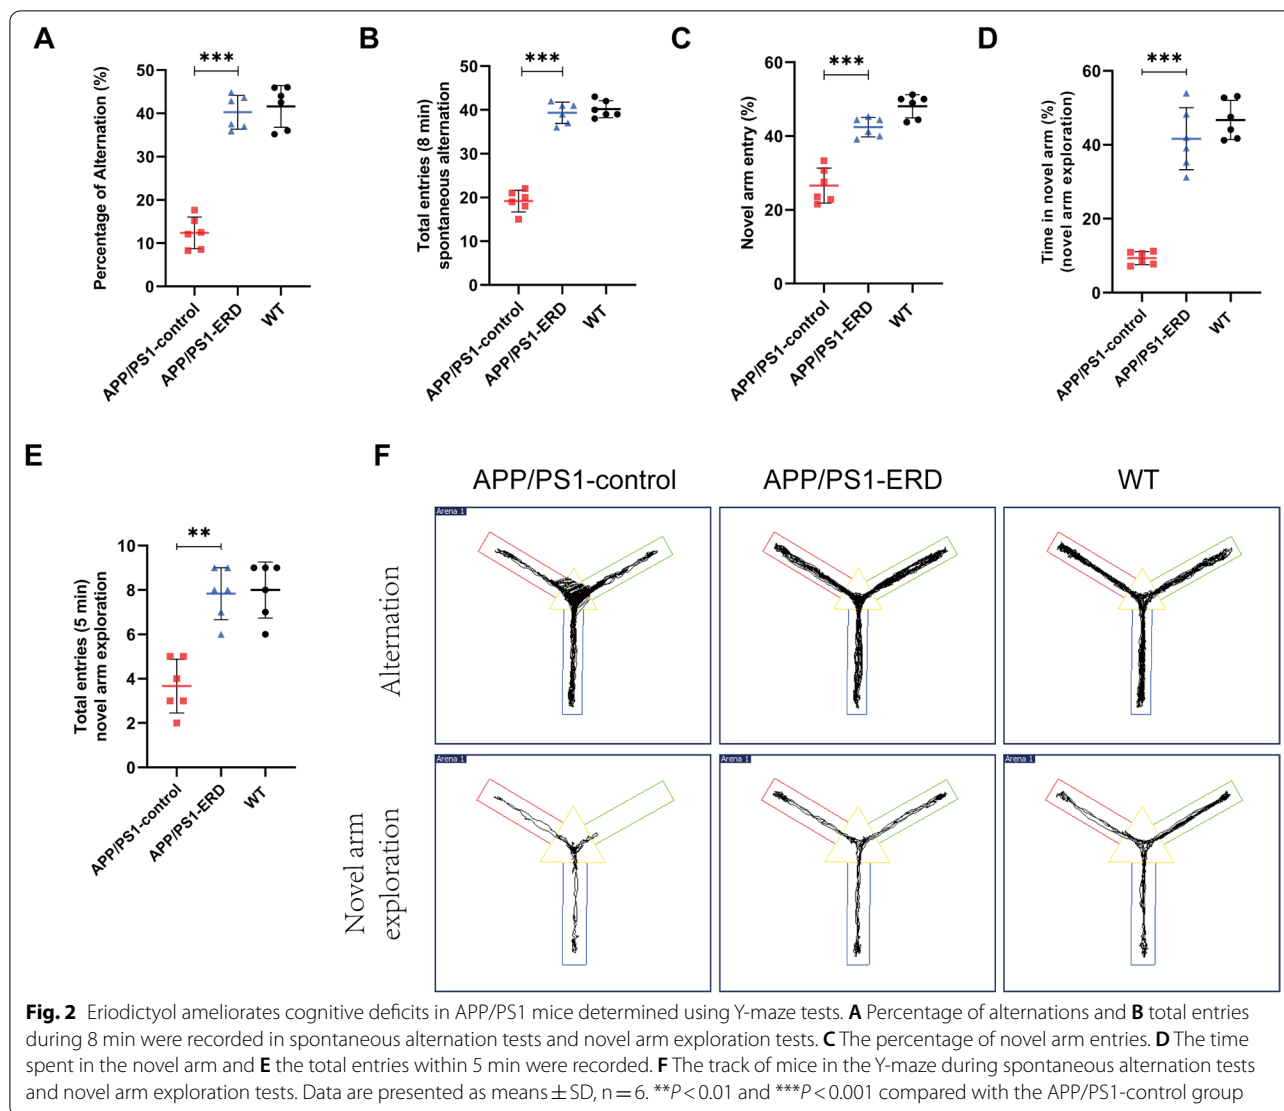 A
Percentage of Alternation (%)
50
40
30
20
10
0
***
APP/PS1-control
APP/PS1-ERD
WT
B
Total entries (8 min)
spontaneous alternation
50
40
30
20
10
0
***
APP/PS1-control
APP/PS1-ERD
WT
C
Novel arm entry (%)
60
40
20
0
***
APP/PS1-control
APP/PS1-ERD
WT
D
Time in novel arm (%)
(novel arm exploration)
60
40
20
0
***
APP/PS1-control
APP/PS1-ERD
WT
E
Total entries (5 min)
novel arm exploration
10
8
6
4
2
0
**
APP/PS1-control
APP/PS1-ERD
WT
F
APP/PS1-control
APP/PS1-ERD
WT
Alternation
Arena 1
Novel arm
exploration
Arena 1
Arena 1
Arena 1
Fig. 2 Eriodictyol ameliorates cognitive deficits in APP/PS1 mice determined using Y-maze tests. A Percentage of alternations and B total entries
during 8 min were recorded in spontaneous alternation tests and novel arm exploration tests. C The percentage of novel arm entries. D The time
spent in the novel arm and E the total entries within 5 min were recorded. F The track of mice in the Y-maze during spontaneous alternation tests
and novel arm exploration tests. Data are presented as means ± SD, n = 6. **P < 0.01 and ***P < 0.001 compared with the APP/PS1-control group